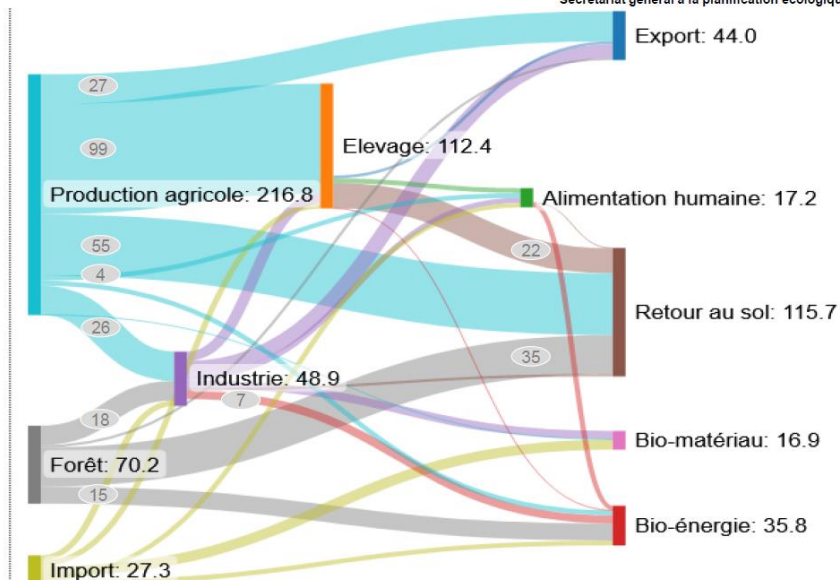 Secrétariat général à la planification écologique
Export: 44.0
27
Elevage: 112.4
99
Production agricole: 216.8
Alimentation humaine: 17.2
55
22
4
Retour au sol: 115.7
26
35
Industrie: 48.9
7
18
Bio-matériau: 16.9
Forêt: 70.2
15
Bio-énergie: 35.8
Import: 27.3